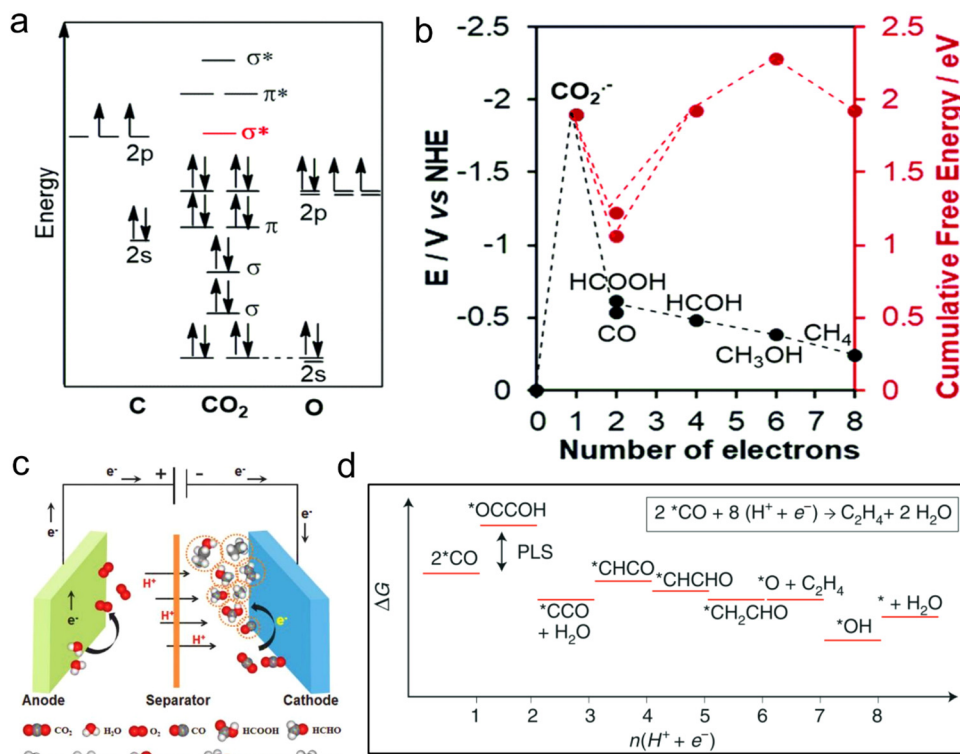 a
Energy
σ*
π*
σ*
2p
2p
π
2s
σ
σ
2s
C
CO₂
O
b
E / V vs NHE
-2.5
-2
-1.5
-1
-0.5
0
CO₂·⁻
HCOOH
CO
HCOH
CH₃OH
CH₄
2.5
2
1.5
1
0.5
0
Cumulative Free Energy / eV
0 1 2 3 4 5 6 7 8
Number of electrons
c
e⁻ + − e⁻
e⁻
e⁻
e⁻
e⁻
H⁺
H⁺
H⁺
H⁺
Anode Separator Cathode
CO₂ H₂O O₂ CO HCOOH HCHO
d
2 *CO + 8 (H⁺ + e⁻) → C₂H₄ + 2 H₂O
ΔG
*OCCOH
2*CO
PLS
*CCO
+ H₂O
*CHCO
*CHCHO
*CH₂CHO
*O + C₂H₄
*OH
* + H₂O
1 2 3 4 5 6 7 8
n(H⁺ + e⁻)